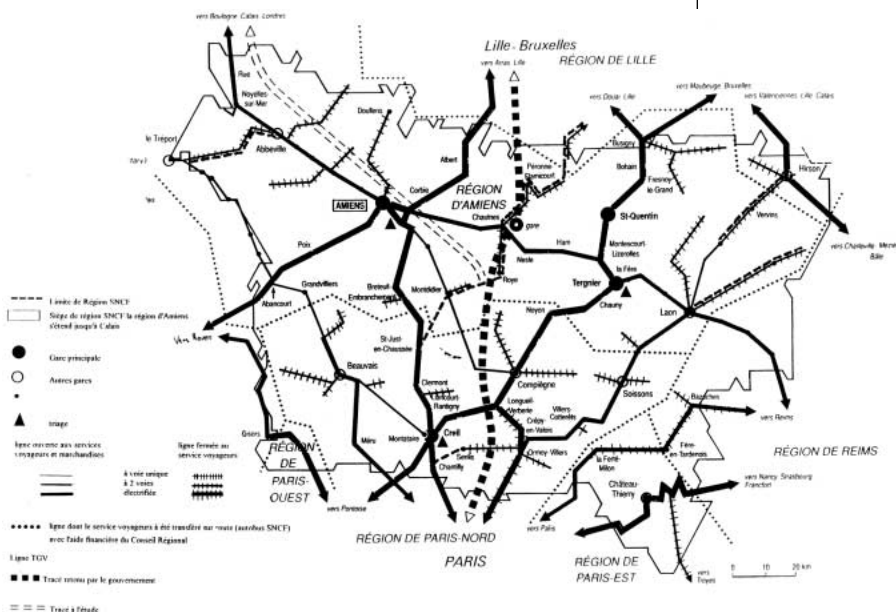 vers Boulogne Calais Londres
Lille-Bruxelles
vers Arras Lille
RÉGION DE LILLE
vers Douai Lille
vers Maubeuge Bruxelles
vers Valenciennes Lille Calais
Rue
Noyelles-
sur-Mer
Doullens
le Tréport
Abbeville
Albert
Busigny
Bohain
Hirson
Péronne
Fresnoy
le Grand
Corbie
RÉGION
D'AMIENS
AMIENS
Chaulnes
gare
St-Quentin
Vervins
vers Charleville
Bâle
Poix
Ham
Montescourt-
Lizerolles
Nesle
la Fère
Roye
Tergnier
Grandvilliers
Breteuil
Embranchement
Montdidier
Abancourt
Noyon
Chauny
Laon
Limite de Région SNCF
Siège de région SNCF la région d'Amiens
s'étend jusqu'à Calais
vers Rouen
St-Just-
en-Chaussée
Gare principale
Beauvais
Compiègne
Soissons
Autres gares
Clermont
Liancourt-
Rantigny
Longueil-
Verberie
Villers-
Cotterêts
Bazoches
vers Reims
triage
Crépy-
en-Valois
Gisors
Méru
Montataire
Creil
Ormoy-Villers
Senlis
Chantilly
la Ferté-
Milon
Fère-
en-Tardenois
RÉGION DE REIMS
ligne ouverte aux services
voyageurs et marchandises
ligne fermée au
service voyageurs
RÉGION
DE
PARIS-
OUEST
à voie unique
à 2 voies
électrifiée
Château-
Thierry
vers Nancy Strasbourg
Francfort
vers Pontoise
vers Paris
ligne dont le service voyageurs à été transféré sur route (autobus SNCF)
avec l'aide financière du Conseil Régional
RÉGION DE PARIS-NORD
PARIS
RÉGION DE
PARIS-EST
vers
Troyes
0 10 20 km
Ligne TGV
Tracé retenu par le gouvernement
Tracé à l'étude